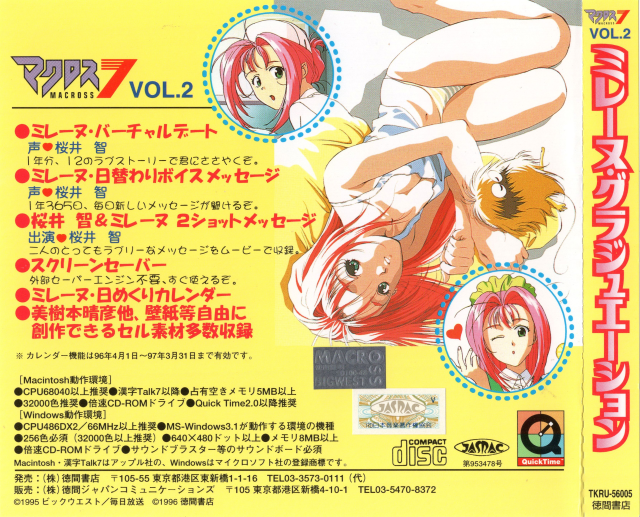 マクロス7
MACROSS
VOL.2
●ミレーヌ・バーチャルデート
声♥桜井 智
1年分、12のラブストーリーで君にささやくぞ。
●ミレーヌ・日替わりボイスメッセージ
声♥桜井 智
1年365日、毎日新しいメッセージが聞けるぞ。
●桜井 智&ミレーヌ 2ショットメッセージ
出演♥桜井 智
二人のとってもラブリーなメッセージをムービーで収録。
●スクリーンセーバー
外部セーバーエンジン不要、すぐ使えるぞ。
●ミレーヌ・日めくりカレンダー
●美樹本晴彦他、壁紙等自由に
創作できるセル素材多数収録
※ カレンダー機能は96年4月1日〜97年3月31日まで有効です。
[Macintosh動作環境]
●CPU68040以上推奨●漢字Talk7以降●占有空きメモリ5MB以上
●32000色推奨●倍速CD-ROMドライブ●Quick Time2.0以降推奨
[Windows動作環境]
●CPU486DX2/66MHz以上推奨●MS-Windows3.1が動作する環境の機種
●256色必須(32000色以上推奨)●640×480ドット以上●メモリ8MB以上
●倍速CD-ROMドライブ●サウンドブラスター等のサウンドボード必須
Macintosh・漢字Talk7はアップル社の、Windowsはマイクロソフト社の登録商標です。
発売:(株)徳間書店 〒105-55 東京都港区東新橋1-1-16 TEL03-3573-0111(代)
販売:(株)徳間ジャパンコミュニケーションズ 〒105 東京都港区新橋4-10-1 TEL03-5470-8372
©1995 ビックウエスト/毎日放送 ©1996 徳間書店
MACROSS
BIGWEST
JASRAC
COMPACT
disc
JASRAC
第953478号
QuickTime™
マクロス7
VOL.2
ミレーヌ・グラジュエーション
TKRU-56005
徳間書店